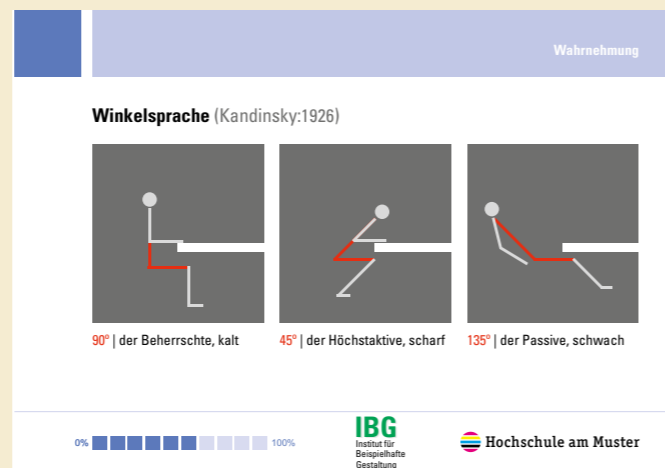 Wahrnehmung
Winkelsprache (Kandinsky:1926)
90° | der Beherrschte, kalt
45° | der Höchstaktive, scharf
135° | der Passive, schwach
0%
100%
IBG
Institut für
Beispielhafte
Gestaltung
Hochschule am Muster